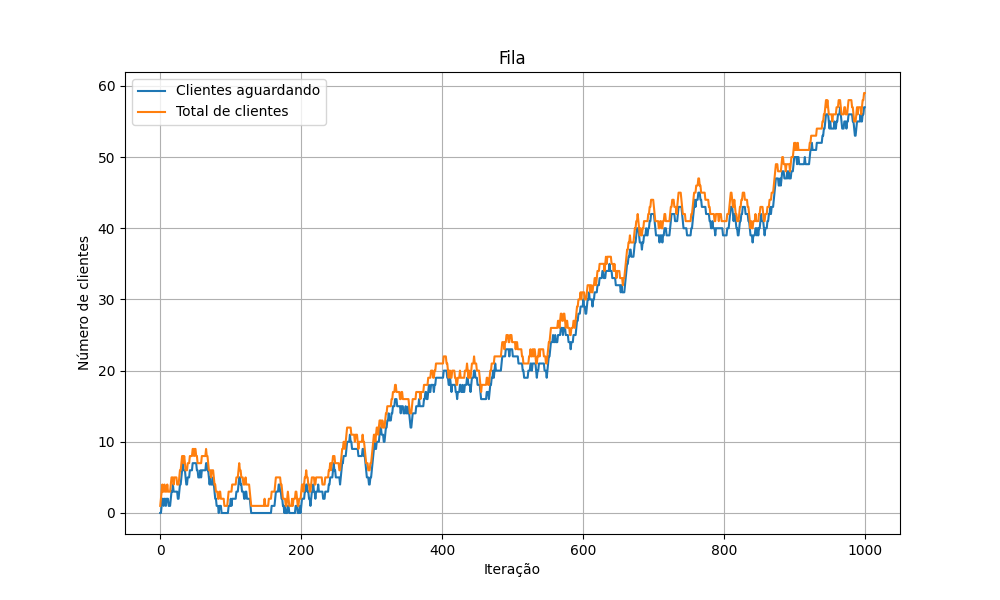 Fila
Clientes aguardando
Total de clientes
Número de clientes
60
50
40
30
20
10
0
0 200 400 600 800 1000
Iteração